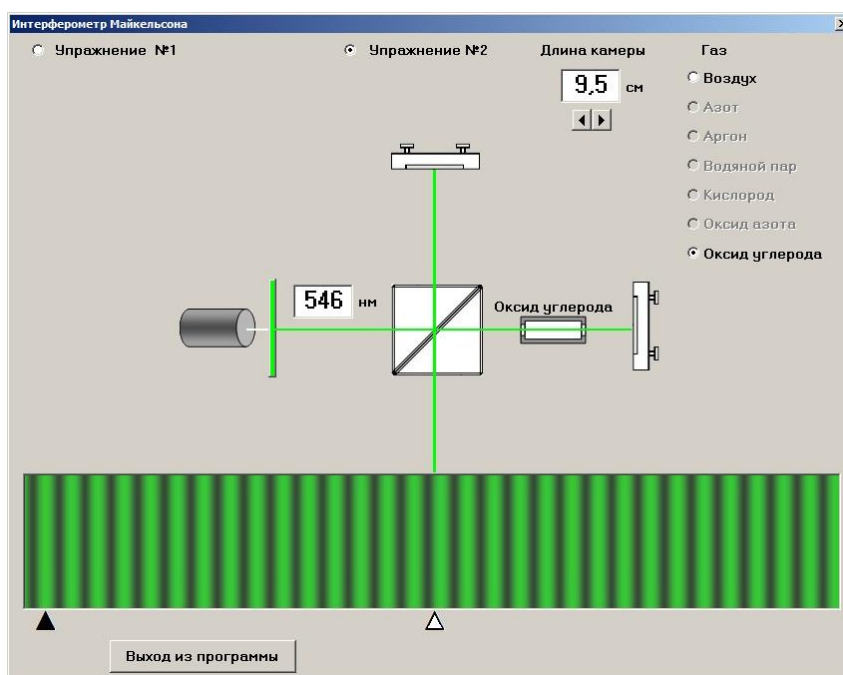 Интерферометр Майкельсона
Упражнение №1
Упражнение №2
Длина камеры
Газ
9,5 см
Воздух
Азот
Аргон
Водяной пар
Кислород
Оксид азота
Оксид углерода
546 нм
Оксид углерода
Выход из программы